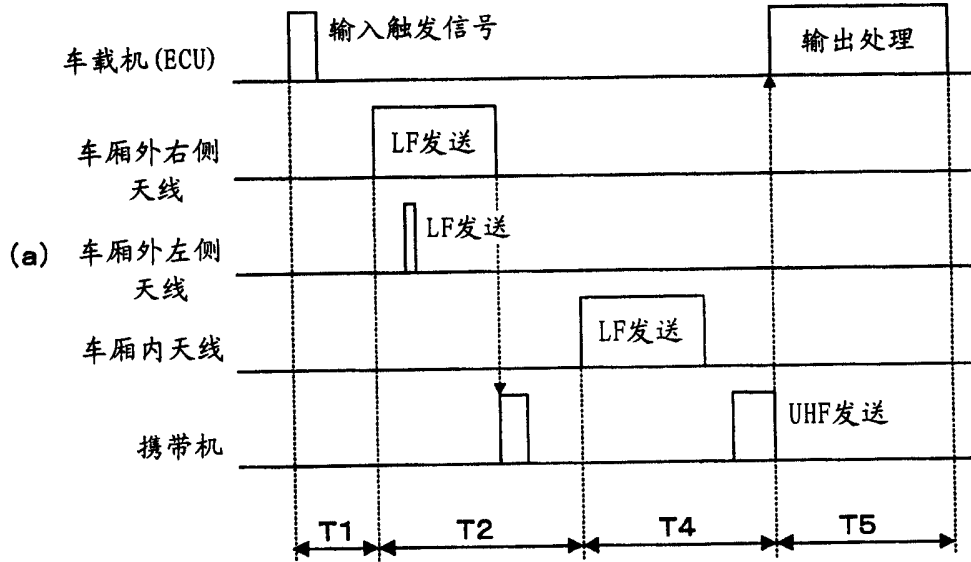 输入触发信号
车载机(ECU)
输出处理
车厢外右侧
天线
LF发送
(a)
车厢外左侧
天线
LF发送
车厢内天线
LF发送
携带机
UHF发送
T1
T2
T4
T5